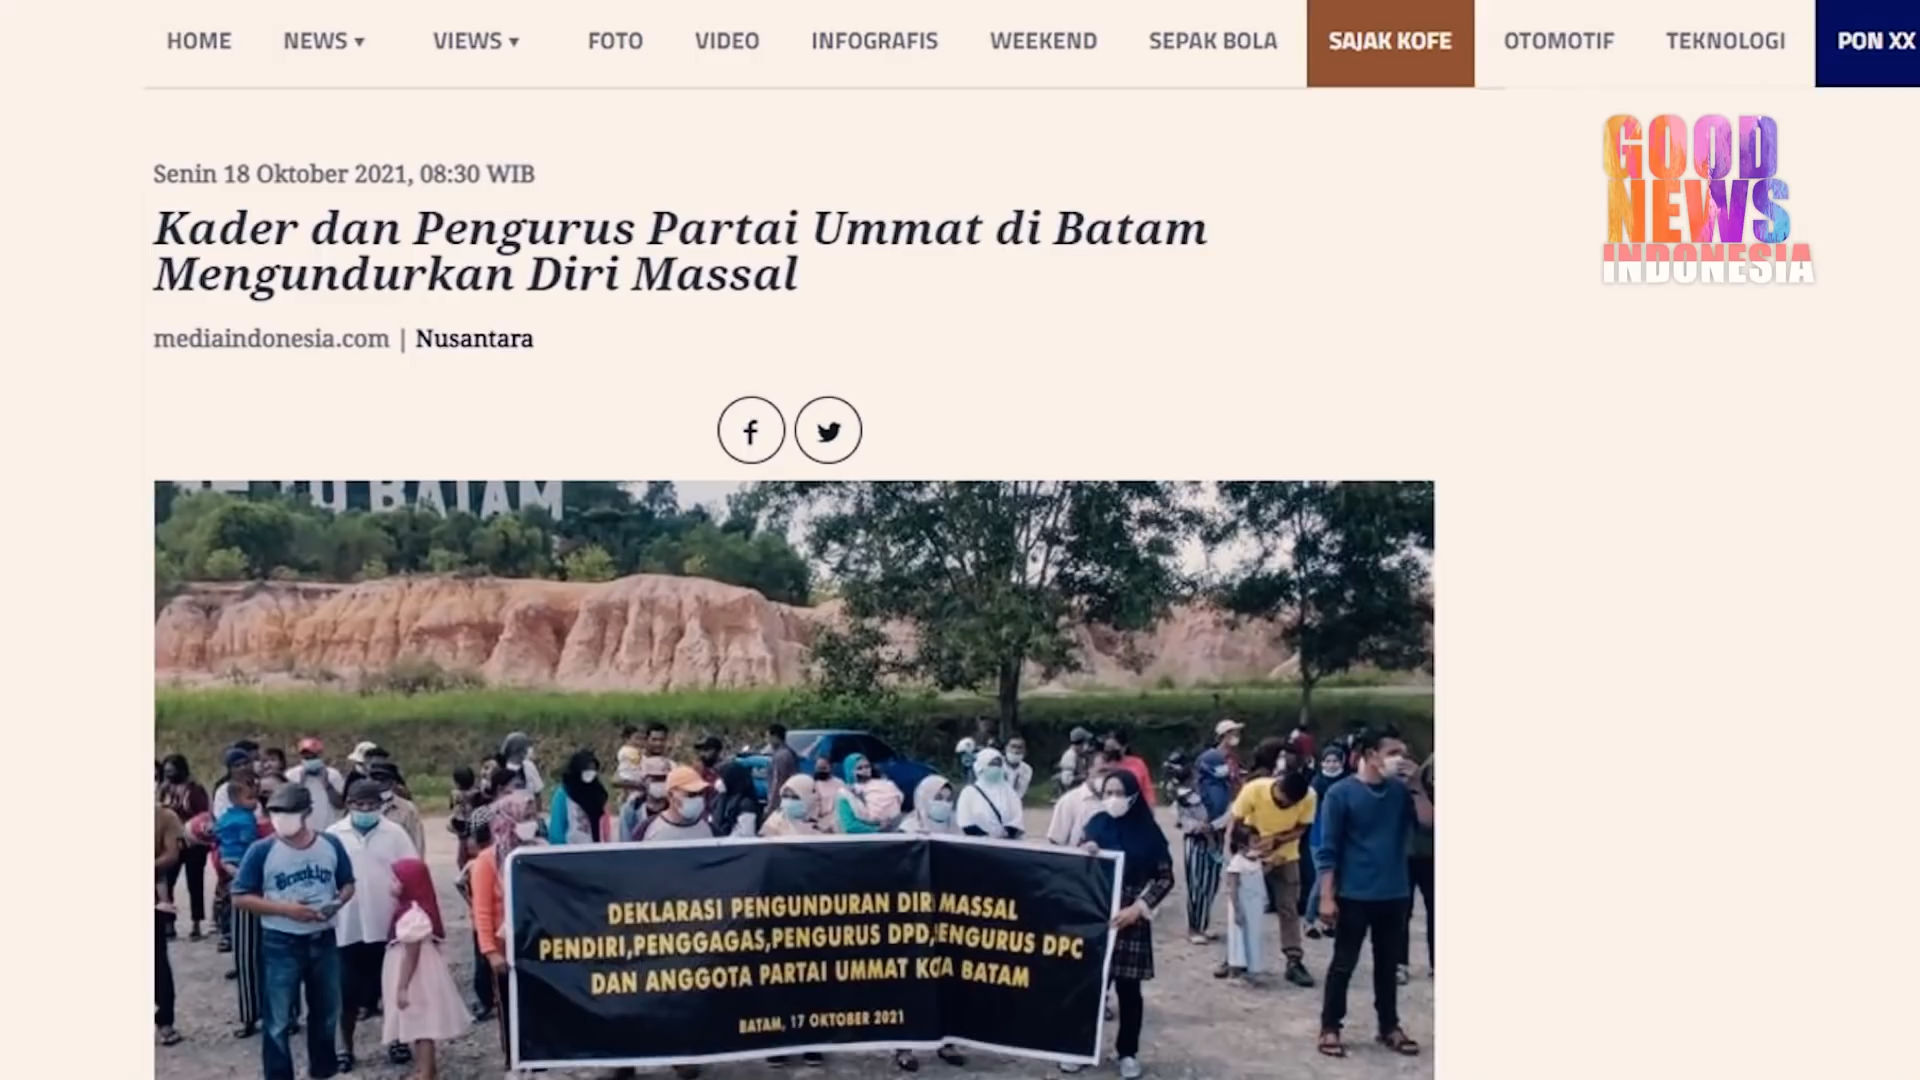 HOME NEWS ▾ VIEWS ▾ FOTO VIDEO INFOGRAFIS WEEKEND SEPAK BOLA SAJAK KOFE OTOMOTIF TEKNOLOGI PON XX
GOOD
NEWS
INDONESIA
Senin 18 Oktober 2021, 08:30 WIB
Kader dan Pengurus Partai Ummat di Batam
Mengundurkan Diri Massal
mediaindonesia.com | Nusantara
BATAM
Brooklyn
DEKLARASI PENGUNDURAN DIRI MASSAL
PENDIRI,PENGGAGAS,PENGURUS DPD,PENGURUS DPC
DAN ANGGOTA PARTAI UMMAT KOTA BATAM
BATAM, 17 OKTOBER 2021